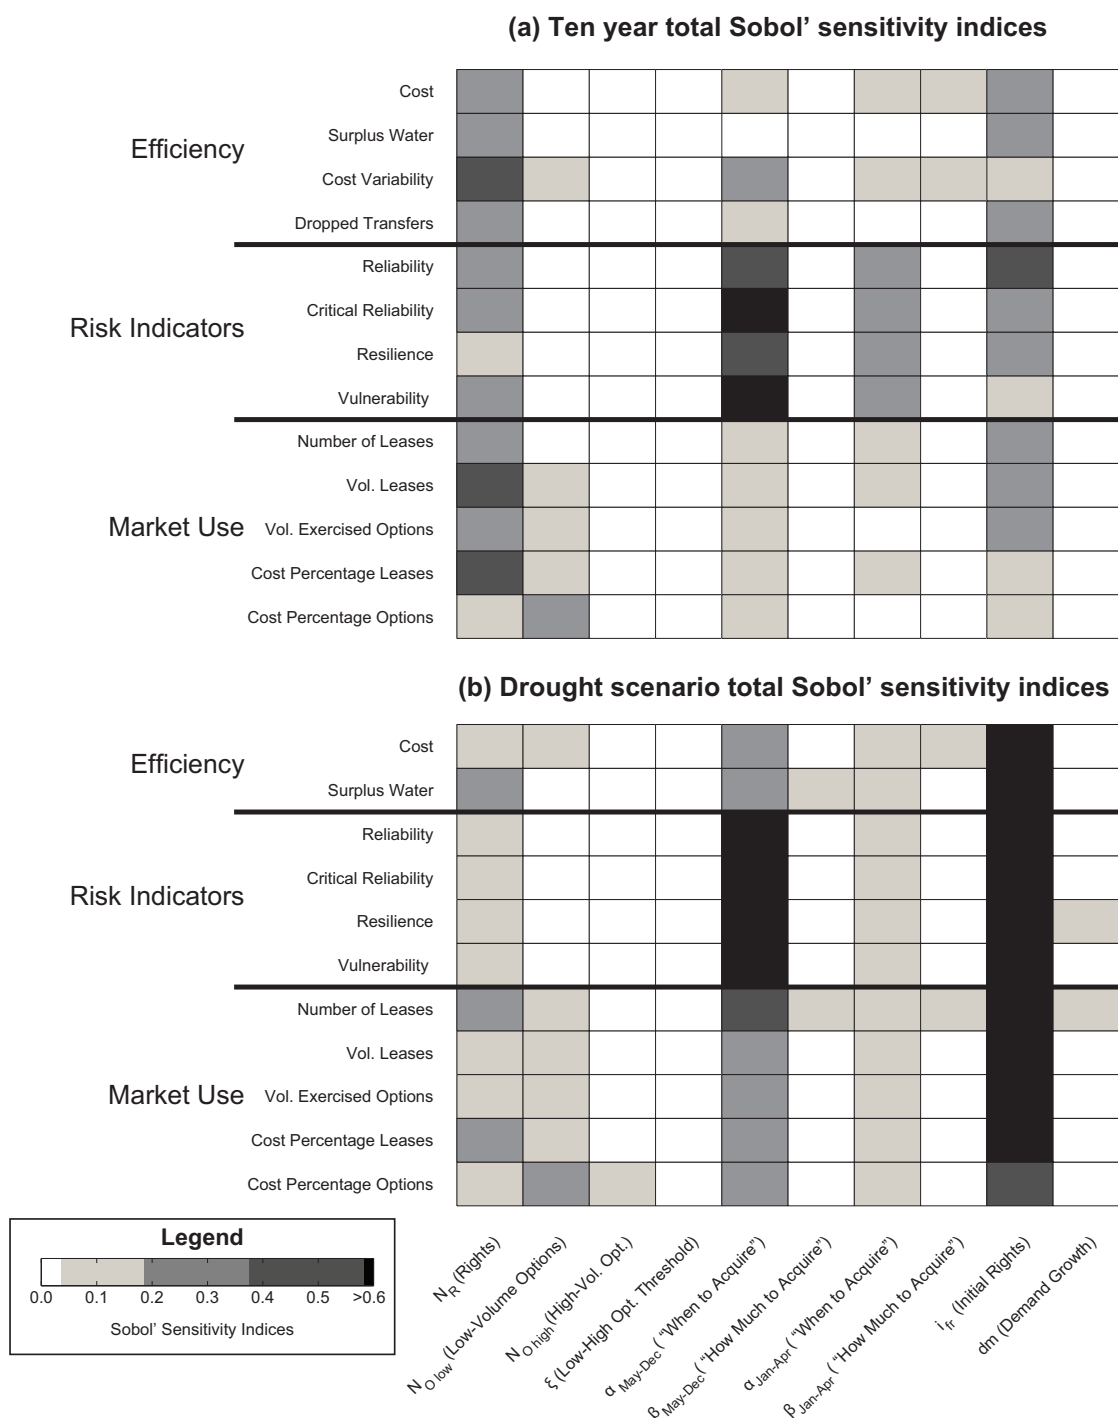 (a) Ten year total Sobol’ sensitivity indices
Efficiency
Cost
Surplus Water
Cost Variability
Dropped Transfers
Risk Indicators
Reliability
Critical Reliability
Resilience
Vulnerability
Market Use
Number of Leases
Vol. Leases
Vol. Exercised Options
Cost Percentage Leases
Cost Percentage Options
(b) Drought scenario total Sobol’ sensitivity indices
Efficiency
Cost
Surplus Water
Risk Indicators
Reliability
Critical Reliability
Resilience
Vulnerability
Market Use
Number of Leases
Vol. Leases
Vol. Exercised Options
Cost Percentage Leases
Cost Percentage Options
Legend
0.0 0.1 0.2 0.3 0.4 0.5 >0.6
Sobol’ Sensitivity Indices
N_R (Rights)
N_O low (Low-Volume Options)
N_O high (High-Vol. Opt.)
ξ (Low-High Opt. Threshold)
α_May-Dec ( “When to Acquire”)
β_May-Dec (“How Much to Acquire”)
α_Jan-Apr ( “When to Acquire”)
β_Jan-Apr ( “How Much to Acquire”)
i_fr (Initial Rights)
dm (Demand Growth)